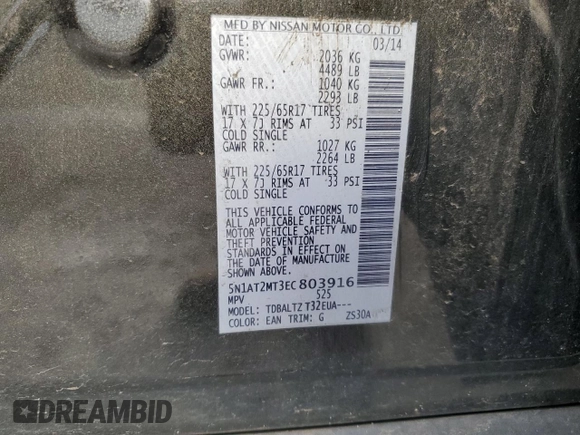 MFD BY NISSAN MOTOR CO., LTD.
DATE: 03/14
GVWR: 2036 KG
4489 LB
GAWR FR.: 1040 KG
2293 LB
WITH 225/65R17 TIRES
17 X 7J RIMS AT 33 PSI
COLD SINGLE
GAWR RR.: 1027 KG
2264 LB
WITH 225/65R17 TIRES
17 X 7J RIMS AT 33 PSI
COLD SINGLE
THIS VEHICLE CONFORMS TO
ALL APPLICABLE FEDERAL
MOTOR VEHICLE SAFETY AND
THEFT PREVENTION
STANDARDS IN EFFECT ON
THE DATE OF MANUFACTURE
SHOWN ABOVE.
5N1AT2MT3EC803916
MPV 525
MODEL: TDBALTZ T32EUA---
COLOR: EAN TRIM: G ZS30A
DREAMBID